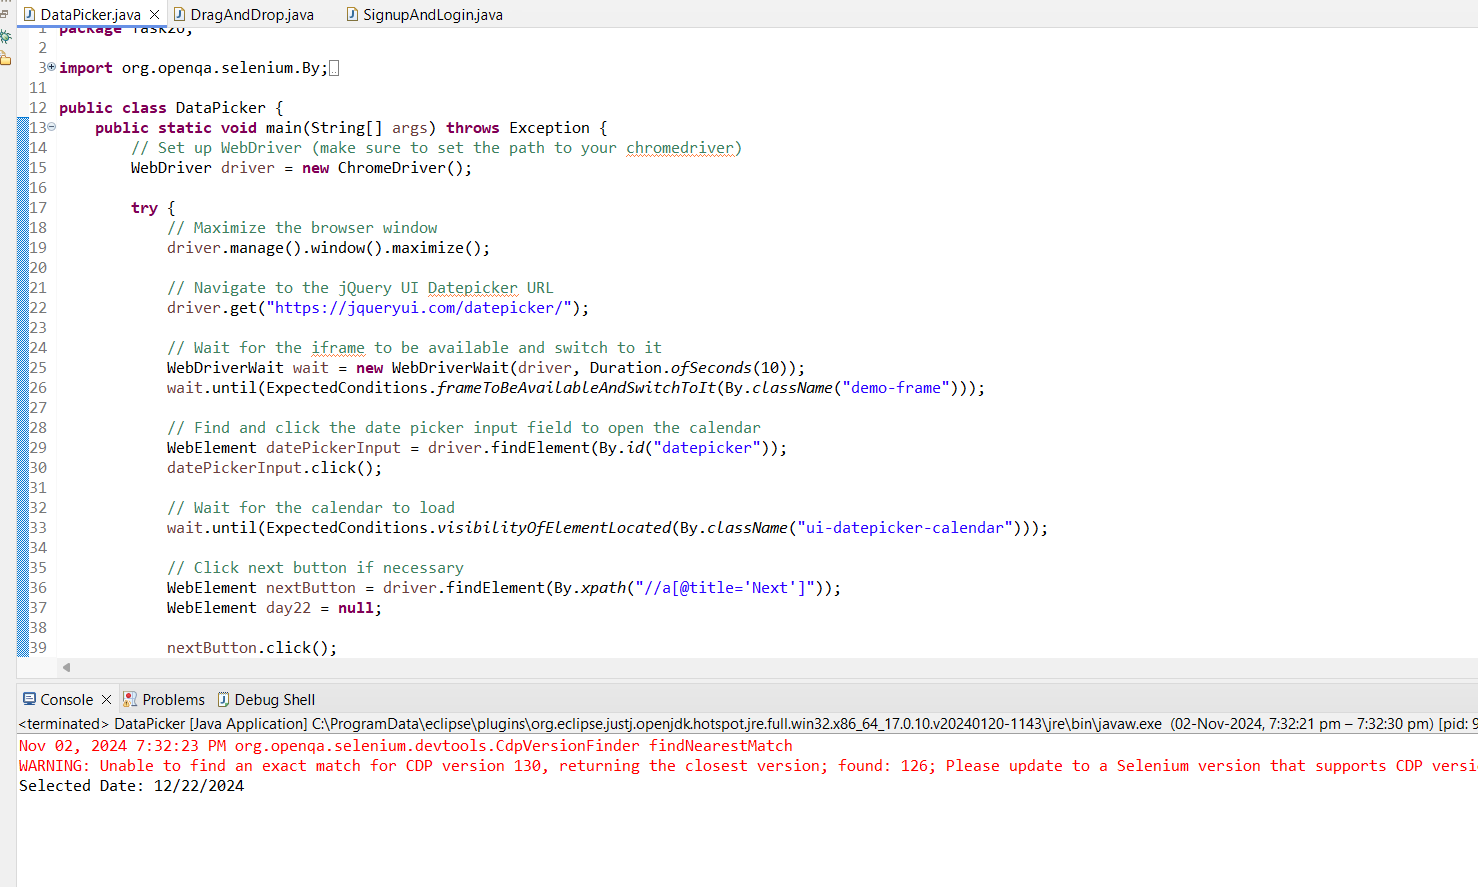 DataPicker.java DragAndDrop.java SignupAndLogin.java
1 package Task20;
2
3 import org.openqa.selenium.By;
11
12 public class DataPicker {
13 public static void main(String[] args) throws Exception {
14 // Set up WebDriver (make sure to set the path to your chromedriver)
15 WebDriver driver = new ChromeDriver();
16
17 try {
18 // Maximize the browser window
19 driver.manage().window().maximize();
20
21 // Navigate to the jQuery UI Datepicker URL
22 driver.get("https://jqueryui.com/datepicker/");
23
24 // Wait for the iframe to be available and switch to it
25 WebDriverWait wait = new WebDriverWait(driver, Duration.ofSeconds(10));
26 wait.until(ExpectedConditions.frameToBeAvailableAndSwitchToIt(By.className("demo-frame")));
27
28 // Find and click the date picker input field to open the calendar
29 WebElement datePickerInput = driver.findElement(By.id("datepicker"));
30 datePickerInput.click();
31
32 // Wait for the calendar to load
33 wait.until(ExpectedConditions.visibilityOfElementLocated(By.className("ui-datepicker-calendar")));
34
35 // Click next button if necessary
36 WebElement nextButton = driver.findElement(By.xpath("//a[@title='Next']"));
37 WebElement day22 = null;
38
39 nextButton.click();
Console Problems Debug Shell
<terminated> DataPicker [Java Application] C:\ProgramData\eclipse\plugins\org.eclipse.justj.openjdk.hotspot.jre.full.win32.x86_64_17.0.10.v20240120-1143\jre\bin\javaw.exe (02-Nov-2024, 7:32:21 pm – 7:32:30 pm) [pid: 9
Nov 02, 2024 7:32:23 PM org.openqa.selenium.devtools.CdpVersionFinder findNearestMatch
WARNING: Unable to find an exact match for CDP version 130, returning the closest version; found: 126; Please update to a Selenium version that supports CDP versi
Selected Date: 12/22/2024